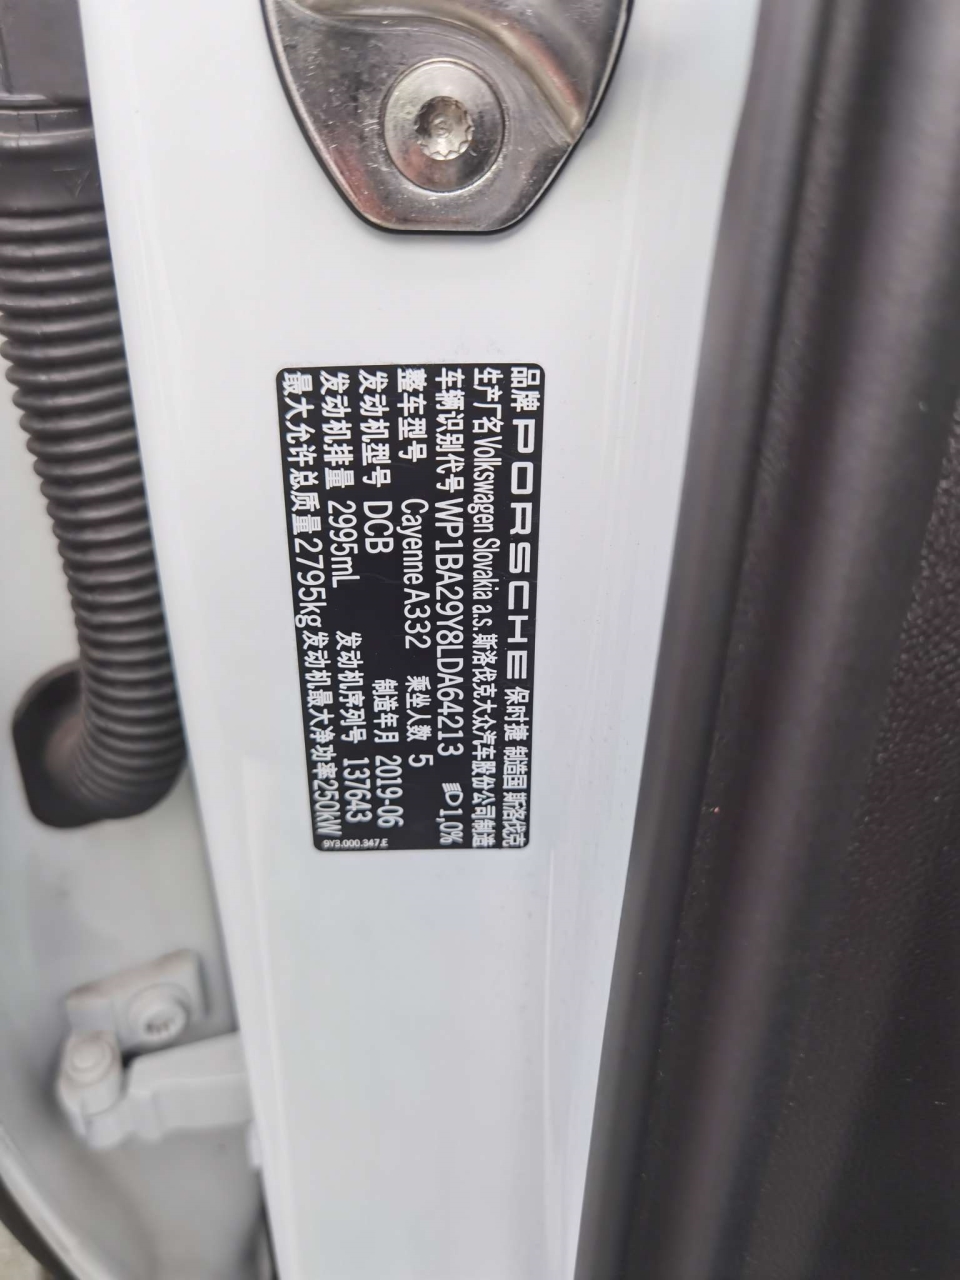 品牌 PORSCHE 保时捷 制造国 斯洛伐克
生产厂名 Volkswagen Slovakia a.s. 斯洛伐克大众汽车股份公司制造
车辆识别代号 WP1BA29Y8LDA64213 1,0%
整车型号 Cayenne A332 乘坐人数 5
发动机型号 DCB 制造年月 2019-06
发动机排量 2995mL 发动机序列号 137643
最大允许总质量 2795kg 发动机最大净功率 250kW
9Y3.000.347.E